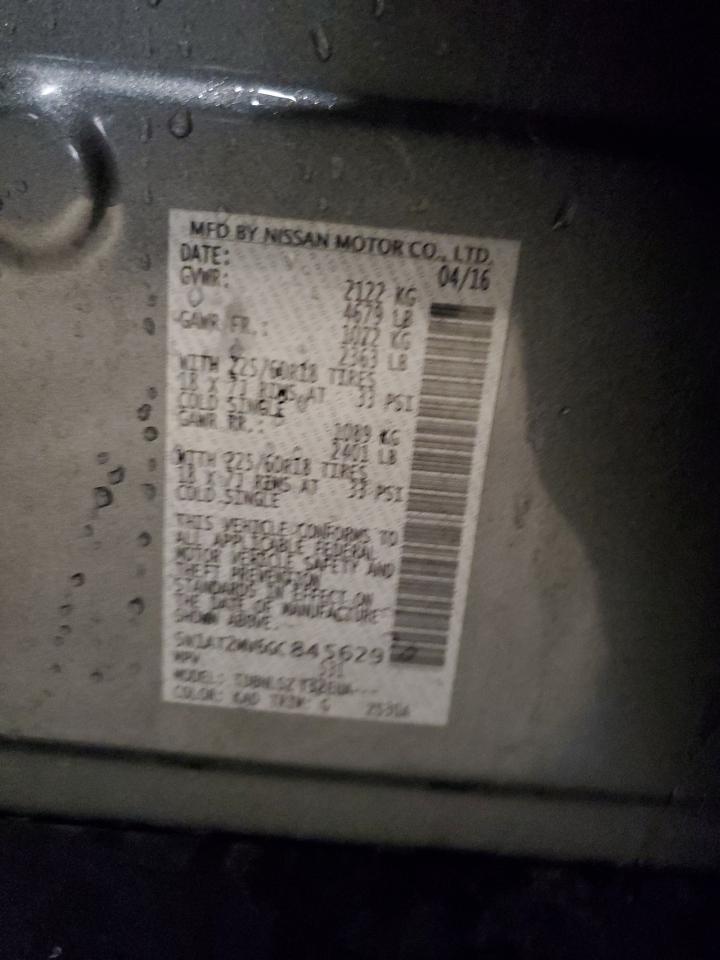 MFD BY NISSAN MOTOR CO., LTD.
DATE: 04/16
GVWR: 2122 KG
4679 LB
GAWR FR.: 1022 KG
2363 LB
WITH 225/60R18 TIRES
18 X 7J RIMS AT 33 PSI
COLD SINGLE
GAWR RR.: 1089 KG
2401 LB
WITH 225/60R18 TIRES
18 X 7J RIMS AT 33 PSI
COLD SINGLE
THIS VEHICLE CONFORMS TO
ALL APPLICABLE FEDERAL
MOTOR VEHICLE SAFETY AND
THEFT PREVENTION
STANDARDS IN EFFECT ON
THE DATE OF MANUFACTURE
SHOWN ABOVE.
845629
MPV
MODEL:
COLOR: KAD TRIM: G